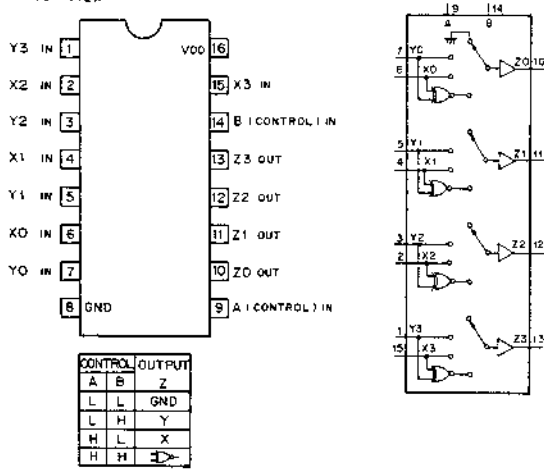 Y3 IN 1
VDD 16
X2 IN 2
15 X3 IN
Y2 IN 3
14 B (CONTROL) IN
X1 IN 4
13 Z3 OUT
Y1 IN 5
12 Z2 OUT
X0 IN 6
11 Z1 OUT
Y0 IN 7
10 Z0 OUT
8 GND
9 A (CONTROL) IN
CONTROL OUTPUT
A B Z
L L GND
L H Y
H L X
H H
9 14
A B
7 Y0
6 X0
Z0 10
5 Y1
4 X1
Z1 11
3 Y2
2 X2
Z2 12
1 Y3
15 X3
Z3 13